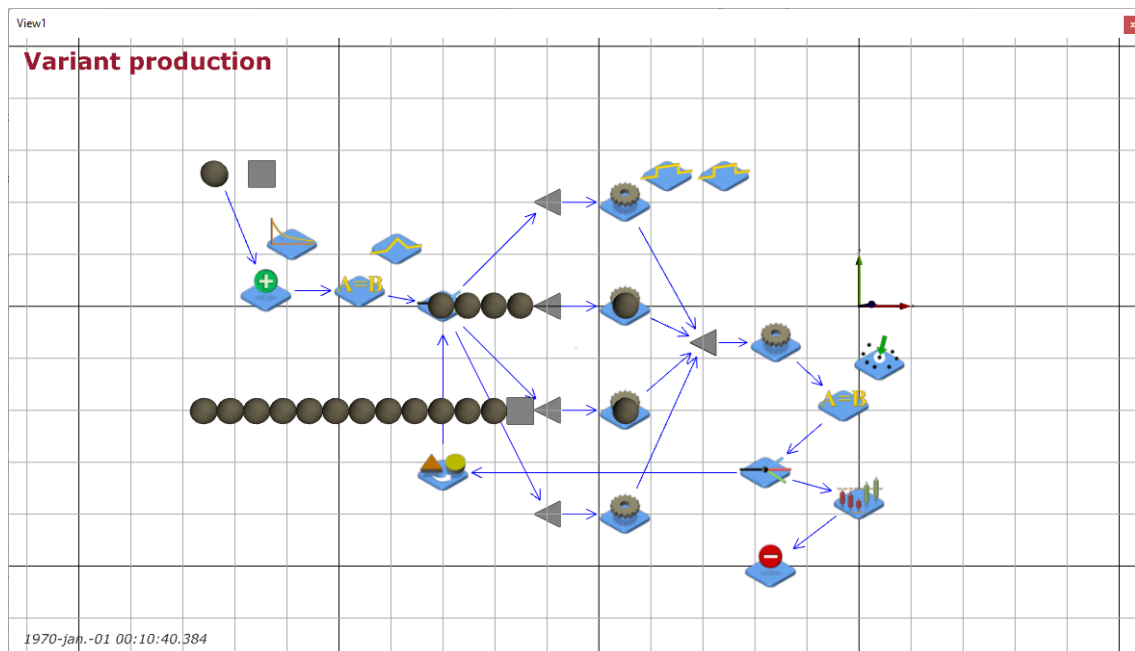 View1
x
Variant production
A=B
A=B
1970-jan.-01 00:10:40.384